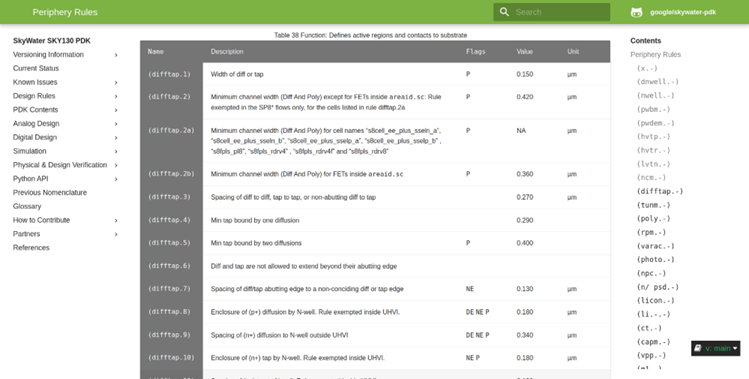 Periphery Rules
Search
google/skywater-pdk
SkyWater SKY130 PDK
Versioning Information
Current Status
Known Issues
Design Rules
PDK Contents
Analog Design
Digital Design
Simulation
Physical & Design Verification
Python API
Previous Nomenclature
Glossary
How to Contribute
Partners
References
Table 38 Function: Defines active regions and contacts to substrate
Name Description Flags Value Unit
(difftap.1) Width of diff or tap P 0.150 µm
(difftap.2) Minimum channel width (Diff And Poly) except for FETs inside areaid.sc: Rule P 0.420 µm
exempted in the SP8* flows only, for the cells listed in rule difftap.2a
(difftap.2a) Minimum channel width (Diff And Poly) for cell names "s8cell_ee_plus_sseln_a", P NA µm
"s8cell_ee_plus_sseln_b", "s8cell_ee_plus_sselp_a", "s8cell_ee_plus_sselp_b" ,
"s8fpls_pl8", "s8fpls_rdrv4" , "s8fpls_rdrv4f" and "s8fpls_rdrv8"
(difftap.2b) Minimum channel width (Diff And Poly) for FETs inside areaid.sc P 0.360 µm
(difftap.3) Spacing of diff to diff, tap to tap, or non-abutting diff to tap 0.270 µm
(difftap.4) Min tap bound by one diffusion 0.290
(difftap.5) Min tap bound by two diffusions P 0.400
(difftap.6) Diff and tap are not allowed to extend beyond their abutting edge
(difftap.7) Spacing of diff/tap abutting edge to a non-conciding diff or tap edge NE 0.130 µm
(difftap.8) Enclosure of (p+) diffusion by N-well. Rule exempted inside UHVI. DE NE P 0.180 µm
(difftap.9) Spacing of (n+) diffusion to N-well outside UHVI DE NE P 0.340 µm
(difftap.10) Enclosure of (n+) tap by N-well. Rule exempted inside UHVI. NE P 0.180 µm
Contents
Periphery Rules
(x.-)
(dnwell.-)
(nwell.-)
(pwbm.-)
(pwdem.-)
(hvtp.-)
(hvtr.-)
(lvtn.-)
(ncm.-)
(difftap.-)
(tunm.-)
(poly.-)
(rpm.-)
(varac.-)
(photo.-)
(npc.-)
(n/ psd.-)
(licon.-)
(li.-.-)
(ct.-)
(capm.-)
(vpp.-)
v: main